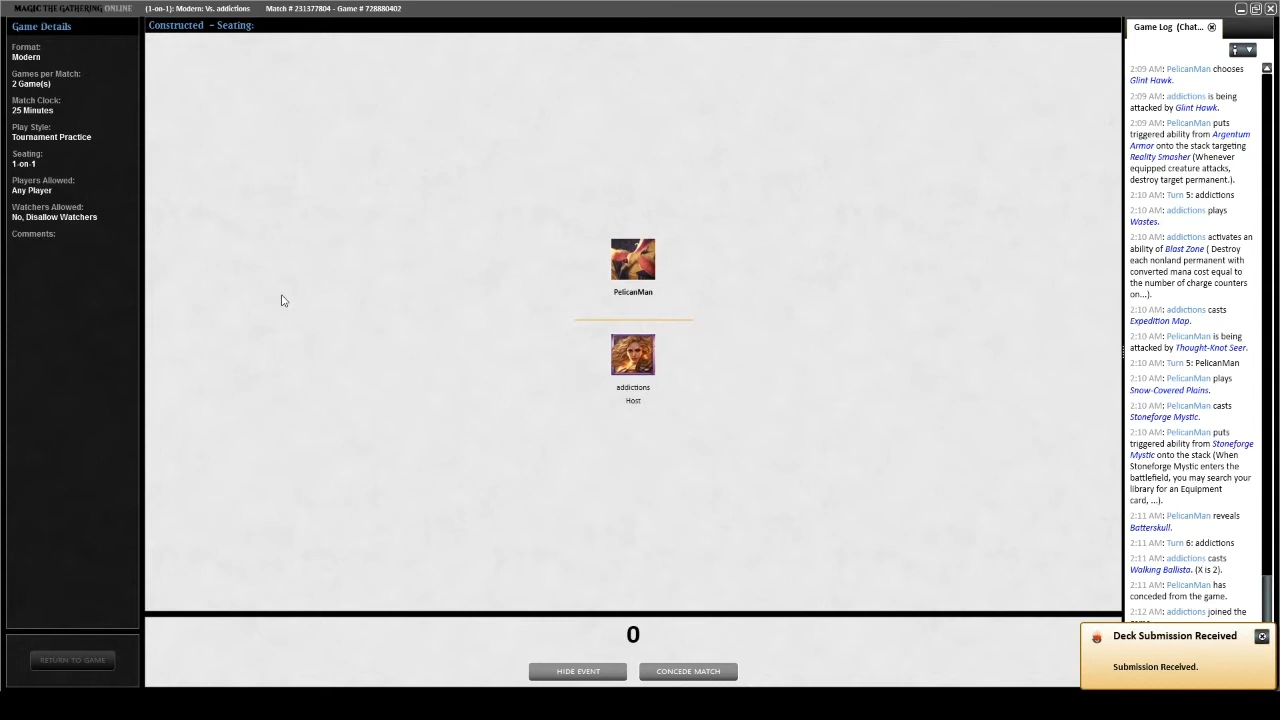 MAGIC THE GATHERING ONLINE (1-on-1): Modern: Vs. addictions Match # 231377804 - Game # 728880402
Game Details
Format:
Modern
Games per Match:
2 Game(s)
Match Clock:
25 Minutes
Play Style:
Tournament Practice
Seating:
1-on-1
Players Allowed:
Any Player
Watchers Allowed:
No, Disallow Watchers
Comments:
RETURN TO GAME
Constructed - Seating:
PelicanMan
addictions
Host
0
HIDE EVENT CONCEDE MATCH
Game Log (Chat...
2:09 AM: PelicanMan chooses
Glint Hawk.
2:09 AM: addictions is being
attacked by Glint Hawk.
2:09 AM: PelicanMan puts
triggered ability from Argentum
Armor onto the stack targeting
Reality Smasher (Whenever
equipped creature attacks,
destroy target permanent.).
2:10 AM: Turn 5: addictions
2:10 AM: addictions plays
Wastes.
2:10 AM: addictions activates an
ability of Blast Zone ( Destroy
each nonland permanent with
converted mana cost equal to
the number of charge counters
on...).
2:10 AM: addictions casts
Expedition Map.
2:10 AM: PelicanMan is being
attacked by Thought-Knot Seer.
2:10 AM: Turn 5: PelicanMan
2:10 AM: PelicanMan plays
Snow-Covered Plains.
2:10 AM: PelicanMan casts
Stoneforge Mystic.
2:10 AM: PelicanMan puts
triggered ability from Stoneforge
Mystic onto the stack (When
Stoneforge Mystic enters the
battlefield, you may search your
library for an Equipment
card, ...).
2:11 AM: PelicanMan reveals
Batterskull.
2:11 AM: Turn 6: addictions
2:11 AM: addictions casts
Walking Ballista. (X is 2).
2:11 AM: PelicanMan has
conceded from the game.
2:12 AM: addictions joined the
Deck Submission Received
Submission Received.